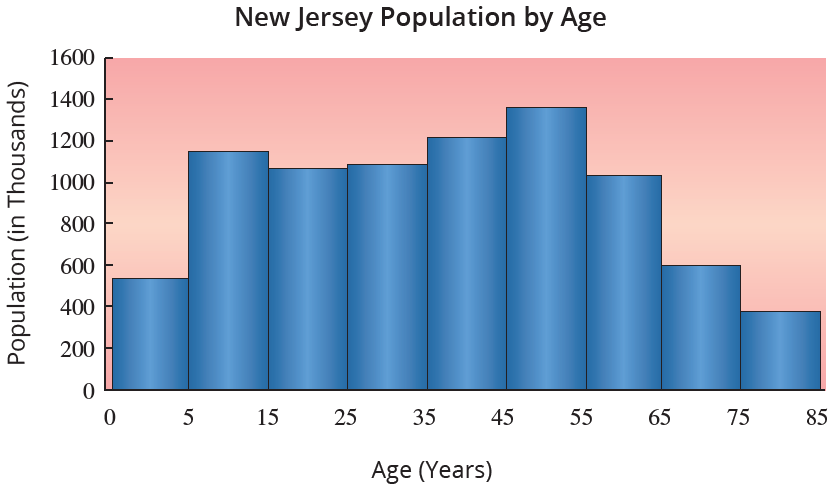 New Jersey Population by Age
Population (in Thousands)
1600
1400
1200
1000
800
600
400
200
0
0 5 15 25 35 45 55 65 75 85
Age (Years)